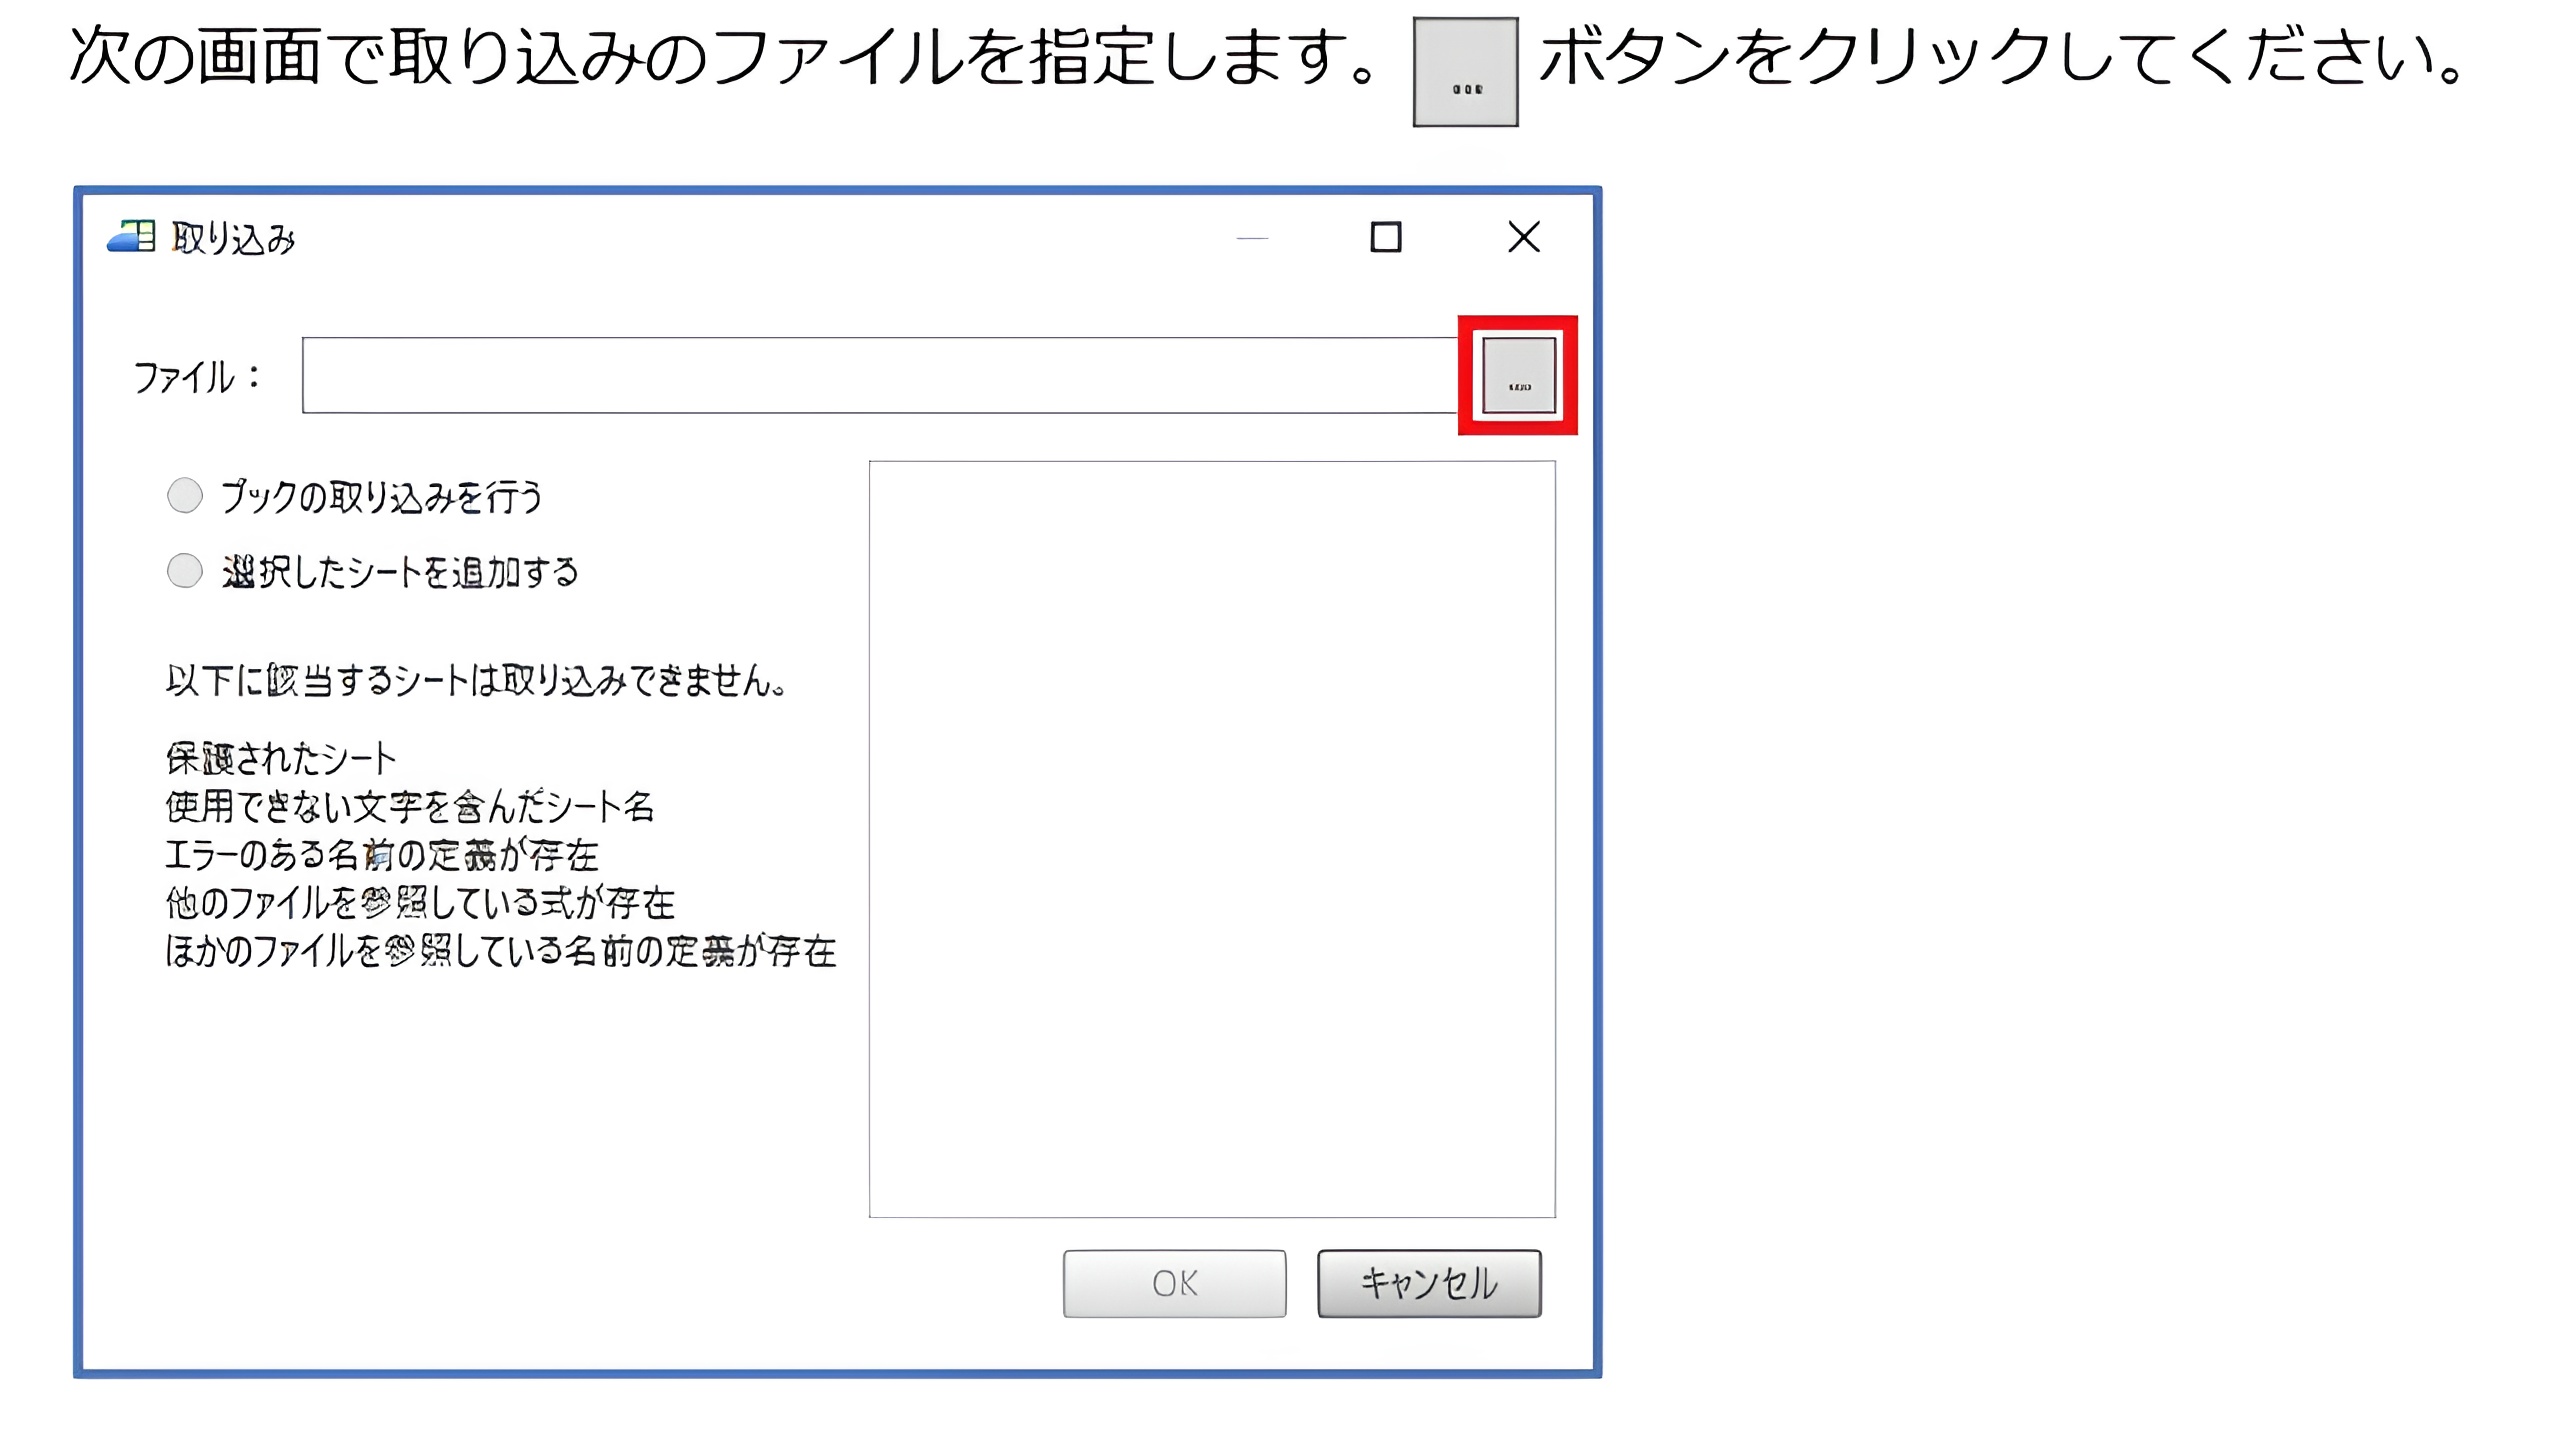 次の画面で取り込みのファイルを指定します。 ... ボタンをクリックしてください。
取り込み
ファイル： ...
ブックの取り込みを行う
選択したシートを追加する
以下に該当するシートは取り込みできません。
保護されたシート
使用できない文字を含んだシート名
エラーのある名前の定義が存在
他のファイルを参照している式が存在
ほかのファイルを参照している名前の定義が存在
OK キャンセル